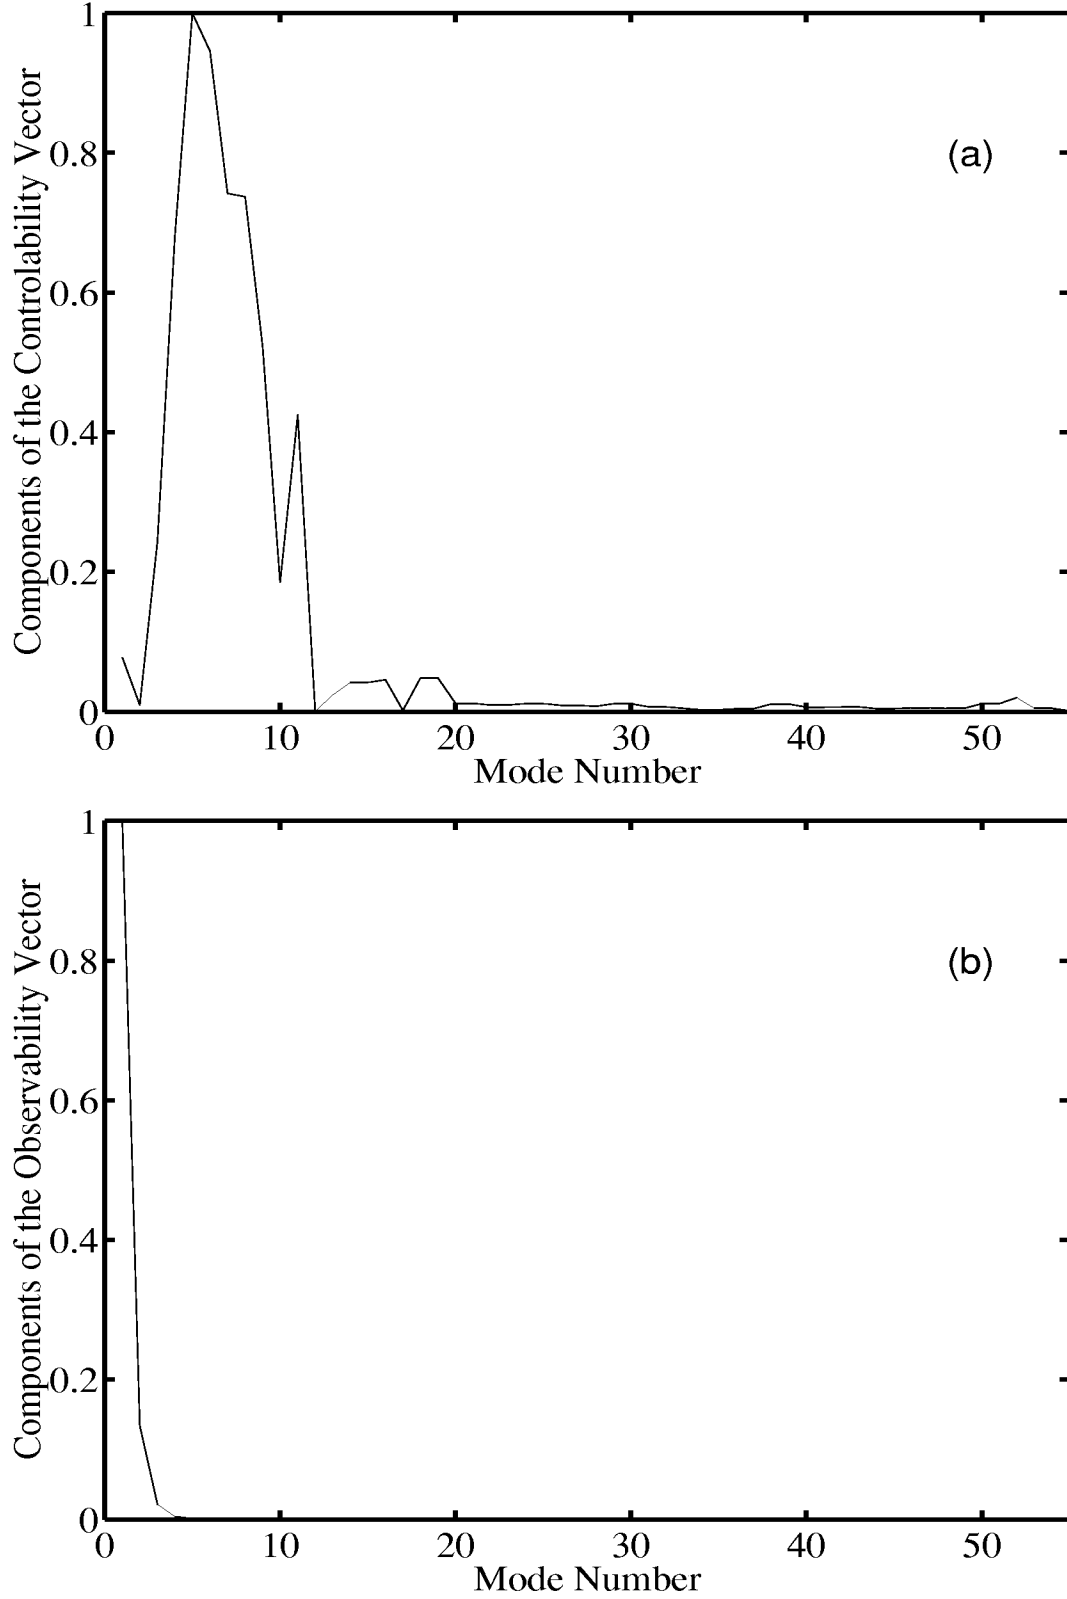 Components of the Controlability Vector
1
0.8
0.6
0.4
0.2
0
(a)
0 10 20 30 40 50
Mode Number
Components of the Observability Vector
1
0.8
0.6
0.4
0.2
0
(b)
0 10 20 30 40 50
Mode Number